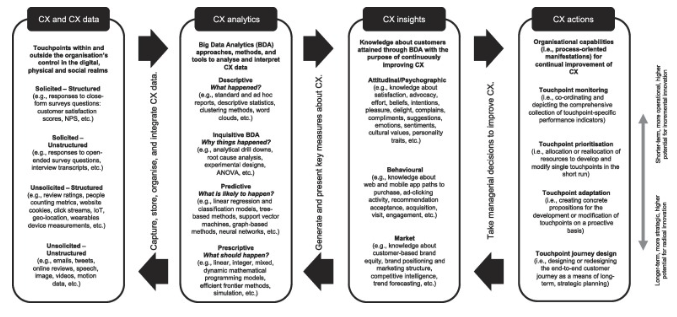 CX and CX data
Touchpoints within and
outside the organisation's
control in the digital,
physical and social realms
Solicited – Structured
(e.g., responses to close-
form surveys questions:
customer satisfaction
scores, NPS, etc.)
Solicited –
Unstructured
(e.g., responses to open-
ended survey questions,
interview transcripts, etc.)
Unsolicited – Structured
(e.g., review ratings, people
counting metrics, website
cookies, click streams, IoT,
geo-location, wearables
device measurements, etc.)
Unsolicited –
Unstructured
(e.g., emails, tweets,
online reviews, speech,
image, videos, motion
data, etc.)
Capture, store, organise, and integrate CX data.
CX analytics
Big Data Analytics (BDA)
approaches, methods, and
tools to analyse and interpret
CX data
Descriptive
What happened?
(e.g., standard and ad hoc
reports, descriptive statistics,
clustering methods, word
clouds, etc.)
Inquisitive BDA
Why things happened?
(e.g., analytical drill downs,
root cause analysis,
experimental designs,
ANOVA, etc.)
Predictive
What is likely to happen?
(e.g., linear regression and
classification models, tree-
based methods, support vector
machines, graph-based
methods, neural networks, etc.)
Prescriptive
What should happen?
(e.g., linear, integer, mixed,
dynamic mathematical
programming models,
efficient frontier methods,
simulation, etc.)
Generate and present key measures about CX.
CX insights
Knowledge about customers
attained through BDA with the
purpose of continuously
improving CX
Attitudinal/Psychographic
(e.g., knowledge about
satisfaction, advocacy,
effort, beliefs, intentions,
pleasure, delight, complains,
compliments, suggestions,
emotions, sentiments,
cultural values, personality
traits, etc.)
Behavioural
(e.g., knowledge about web
and mobile app paths to
purchase, ad-clicking
activity, recommendation
acceptance, acquisition,
visit, engagement, etc.)
Market
(e.g., knowledge about
customer-based brand
equity, brand positioning and
marketing structure,
competitive intelligence,
trend forecasting, etc.)
Take managerial decisions to improve CX.
CX actions
Organisational capabilities
(i.e., process-oriented
manifestations) for
continual improvement of
CX
Touchpoint monitoring
(i.e., co-ordinating and
depicting the comprehensive
collection of touchpoint-specific
performance indicators)
Touchpoint prioritisation
(i.e., allocation or reallocation of
resources to develop and
modify single touchpoints in the
short run)
Touchpoint adaptation
(i.e., creating concrete
propositions for the
development or modification of
touchpoints on a proactive basis)
Touchpoint journey design
(i.e., designing or redesigning
the end-to-end customer
journey as a means of long-
term, strategic planning)
Shorter-term, more operational, higher
potential for incremental innovation
Longer-term, more strategic, higher
potential for radical innovation